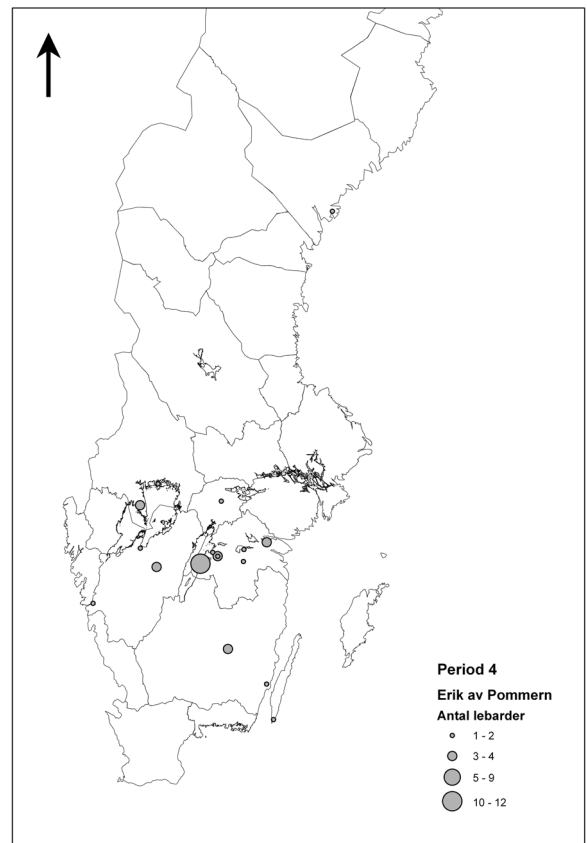 Period 4
Erik av Pommern
Antal lebarder
1 - 2
3 - 4
5 - 9
10 - 12